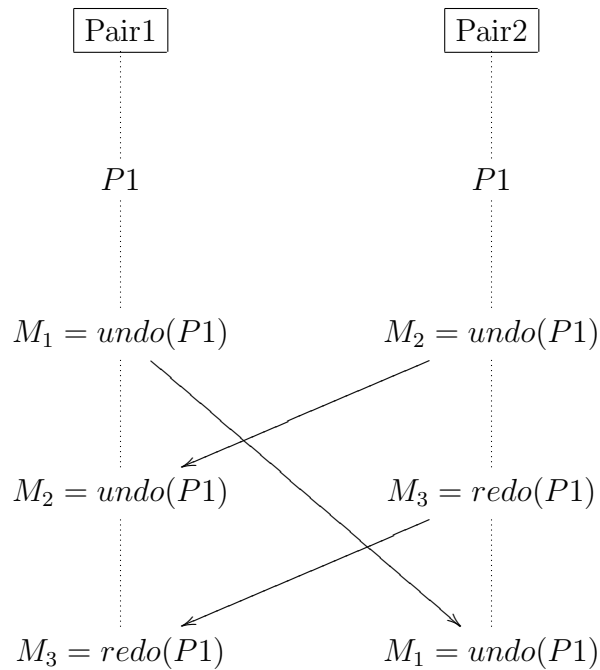 Pair1 Pair2
P1 P1
M₁ = undo(P1) M₂ = undo(P1)
M₂ = undo(P1) M₃ = redo(P1)
M₃ = redo(P1) M₁ = undo(P1)